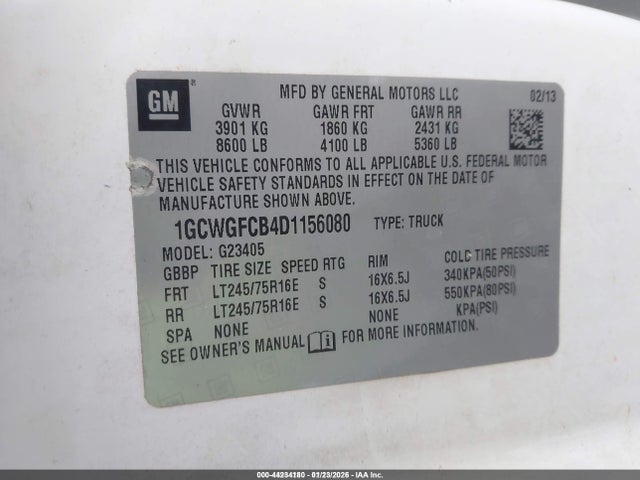 GM
MFD BY GENERAL MOTORS LLC 02/13
GVWR GAWR FRT GAWR RR
3901 KG 1860 KG 2431 KG
8600 LB 4100 LB 5360 LB
THIS VEHICLE CONFORMS TO ALL APPLICABLE U.S. FEDERAL MOTOR
VEHICLE SAFETY STANDARDS IN EFFECT ON THE DATE OF
MANUFACTURE SHOWN ABOVE.
1GCWGFCB4D1156080 TYPE: TRUCK
MODEL: G23405
GBBP TIRE SIZE SPEED RTG RIM COLD TIRE PRESSURE
FRT LT245/75R16E S 16X6.5J 340KPA(50PSI)
RR LT245/75R16E S 16X6.5J 550KPA(80PSI)
SPA NONE NONE KPA(PSI)
SEE OWNER'S MANUAL FOR MORE INFORMATION.
000-44234180 - 01/23/2026 - IAA Inc.